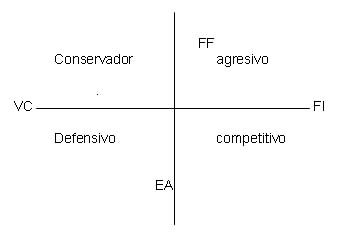 FF
Conservador agresivo
VC FI
Defensivo competitivo
EA